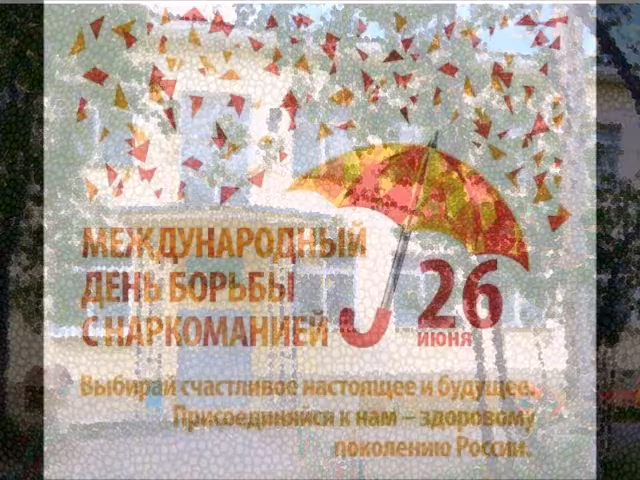 МЕЖДУНАРОДНЫЙ
ДЕНЬ БОРЬБЫ
С НАРКОМАНИЕЙ
26
ИЮНЯ
Выбирай счастливое настоящее и будущее.
Присоединяйся к нам – здоровому
поколению России.